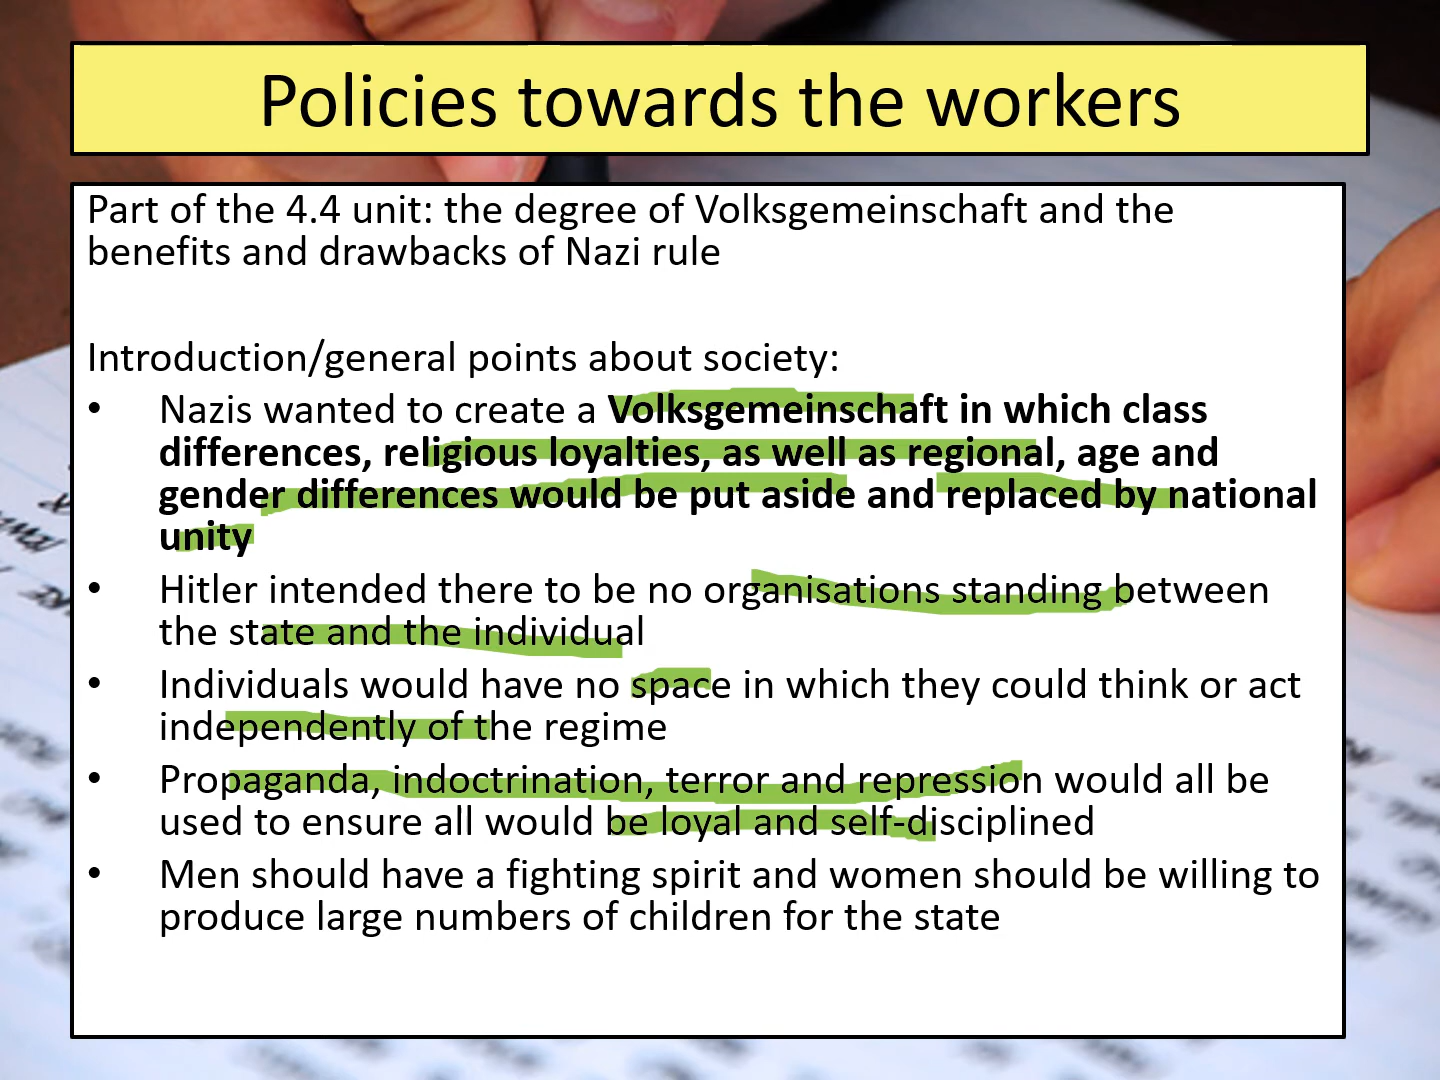 Policies towards the workers
Part of the 4.4 unit: the degree of Volksgemeinschaft and the
benefits and drawbacks of Nazi rule
Introduction/general points about society:
• Nazis wanted to create a Volksgemeinschaft in which class
differences, religious loyalties, as well as regional, age and
gender differences would be put aside and replaced by national
unity
• Hitler intended there to be no organisations standing between
the state and the individual
• Individuals would have no space in which they could think or act
independently of the regime
• Propaganda, indoctrination, terror and repression would all be
used to ensure all would be loyal and self-disciplined
• Men should have a fighting spirit and women should be willing to
produce large numbers of children for the state